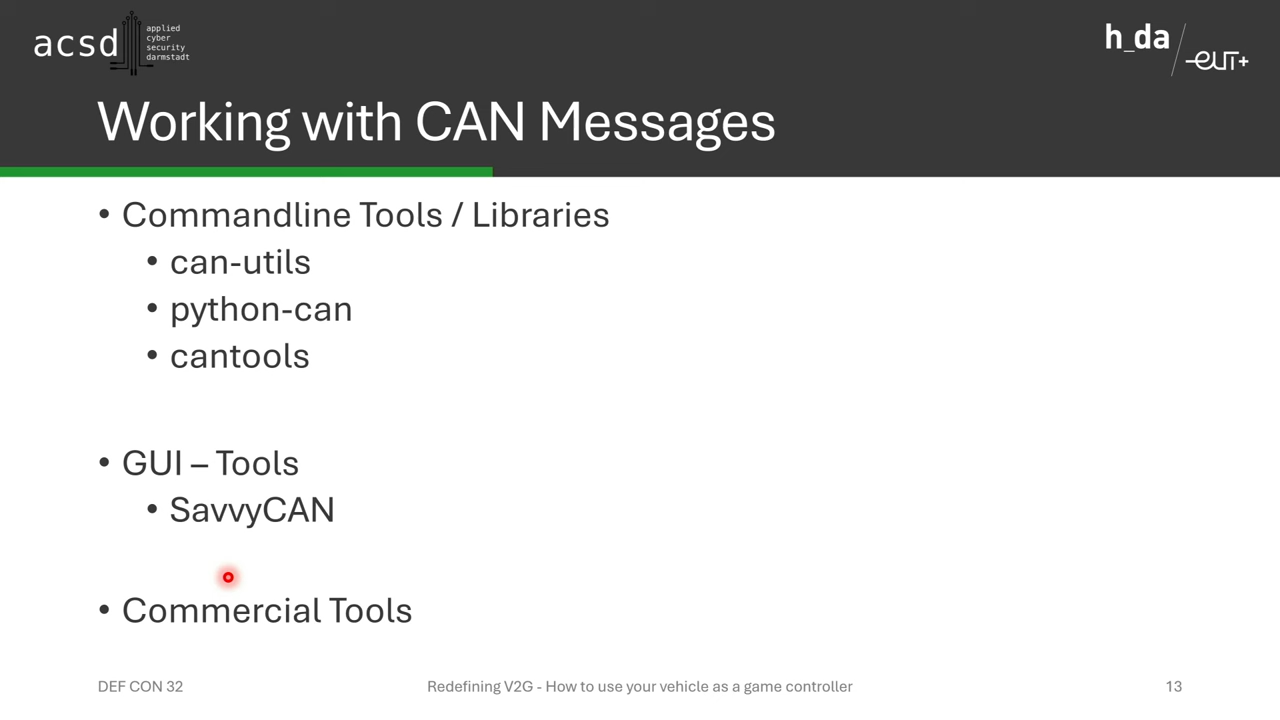 acsd
applied
cyber
security
darmstadt
h_da
eut+
Working with CAN Messages
• Commandline Tools / Libraries
• can-utils
• python-can
• cantools
• GUI – Tools
• SavvyCAN
• Commercial Tools
DEF CON 32
Redefining V2G - How to use your vehicle as a game controller
13